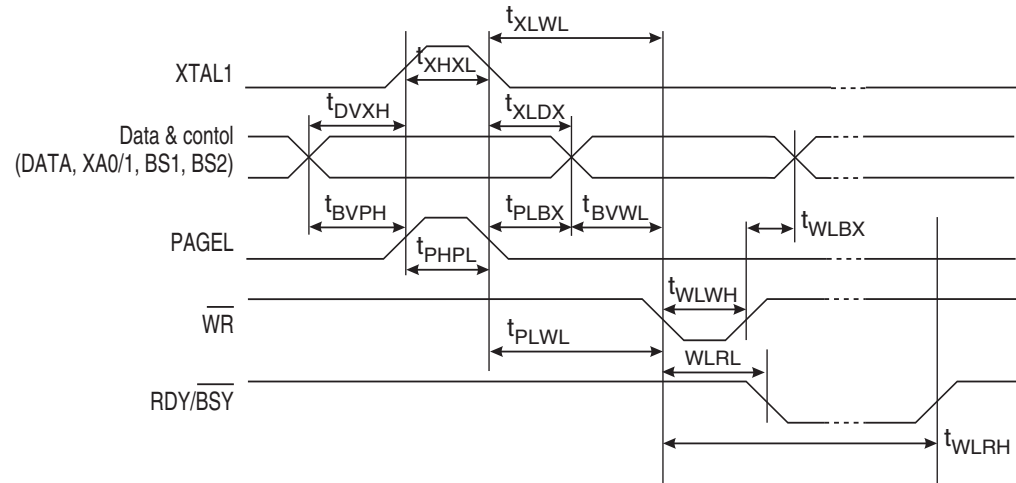 tXLWL
XTAL1
tXHXL
tDVXH
tXLDX
Data & contol
(DATA, XA0/1, BS1, BS2)
tBVPH
tPLBX
tBVWL
tWLBX
PAGEL
tPHPL
tWLWH
WR
tPLWL
WLRL
RDY/BSY
tWLRH